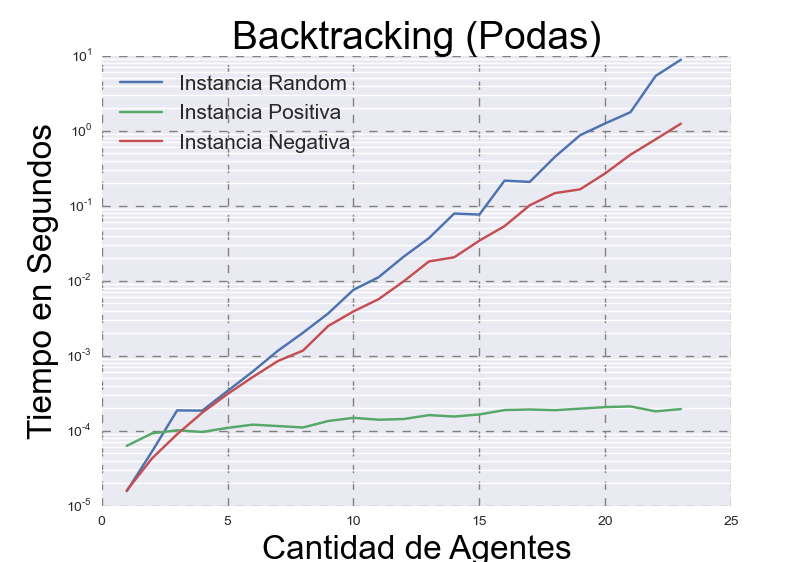 Backtracking (Podas)
10^1
Instancia Random
Instancia Positiva
10^0
Instancia Negativa
10^-1
10^-2
10^-3
10^-4
10^-5
Tiempo en Segundos
0 5 10 15 20 25
Cantidad de Agentes